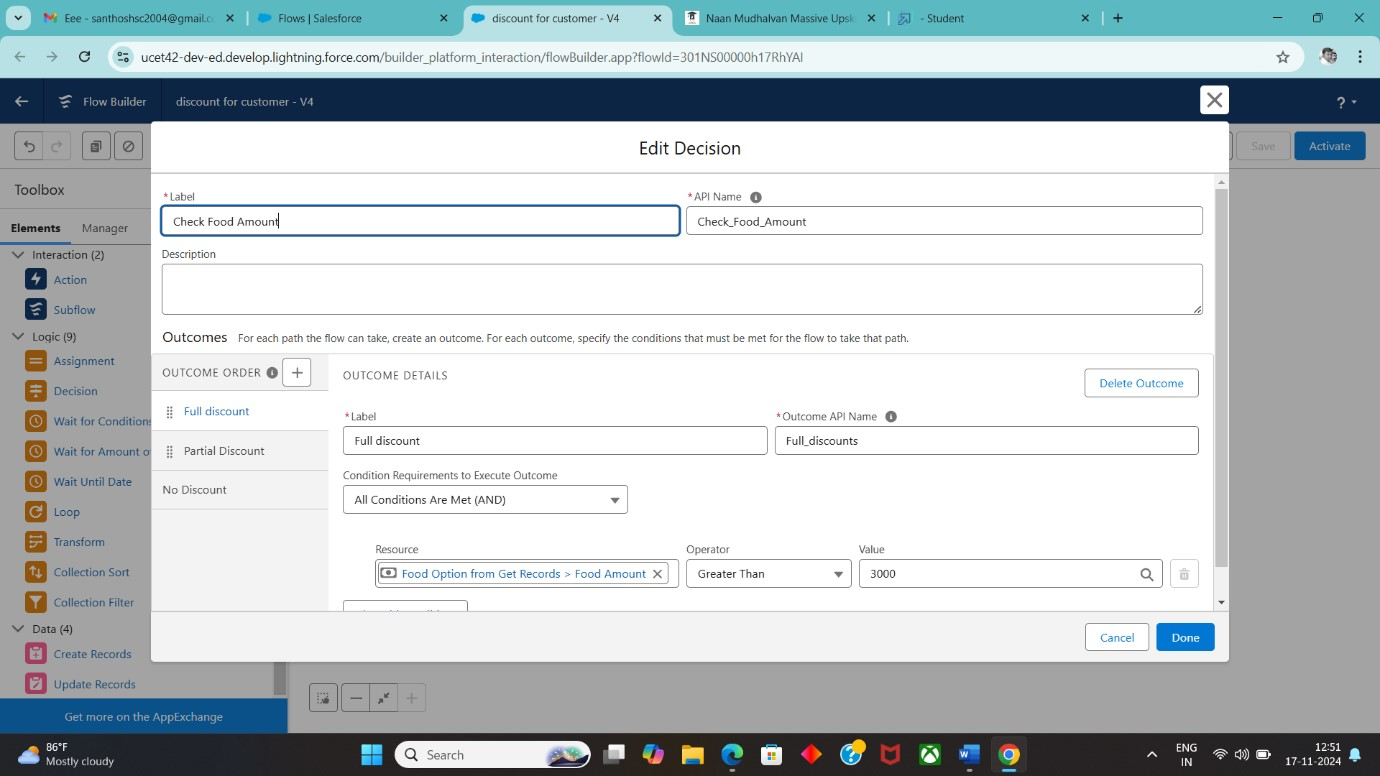 Eee - santhoshsc2004@gmail.c
Flows | Salesforce
discount for customer - V4
Naan Mudhalvan Massive Upsk
- Student
ucet42-dev-ed.develop.lightning.force.com/builder_platform_interaction/flowBuilder.app?flowId=301NS00000h17RhYAI
Flow Builder
discount for customer - V4
?
Save
Activate
Edit Decision
Toolbox
Elements
Manager
Interaction (2)
Action
Subflow
Logic (9)
Assignment
Decision
Wait for Conditions
Wait for Amount o
Wait Until Date
Loop
Transform
Collection Sort
Collection Filter
Data (4)
Create Records
Update Records
Get more on the AppExchange
* Label
Check Food Amount
* API Name
Check_Food_Amount
Description
Outcomes For each path the flow can take, create an outcome. For each outcome, specify the conditions that must be met for the flow to take that path.
OUTCOME ORDER
Full discount
Partial Discount
No Discount
OUTCOME DETAILS
Delete Outcome
* Label
Full discount
* Outcome API Name
Full_discounts
Condition Requirements to Execute Outcome
All Conditions Are Met (AND)
Resource
Food Option from Get Records > Food Amount
Operator
Greater Than
Value
3000
Cancel
Done
86°F
Mostly cloudy
Search
ENG
IN
12:51
17-11-2024